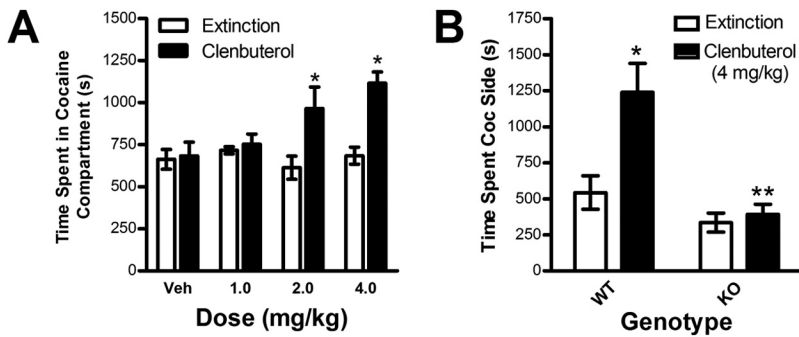 A
Time Spent in Cocaine
Compartment (s)
1500
1250
1000
750
500
250
0
Extinction
Clenbuterol
*
*
Veh
1.0
2.0
4.0
Dose (mg/kg)
B
Time Spent Coc Side (s)
1750
1500
1250
1000
750
500
250
0
Extinction
Clenbuterol
(4 mg/kg)
*
**
WT
KO
Genotype